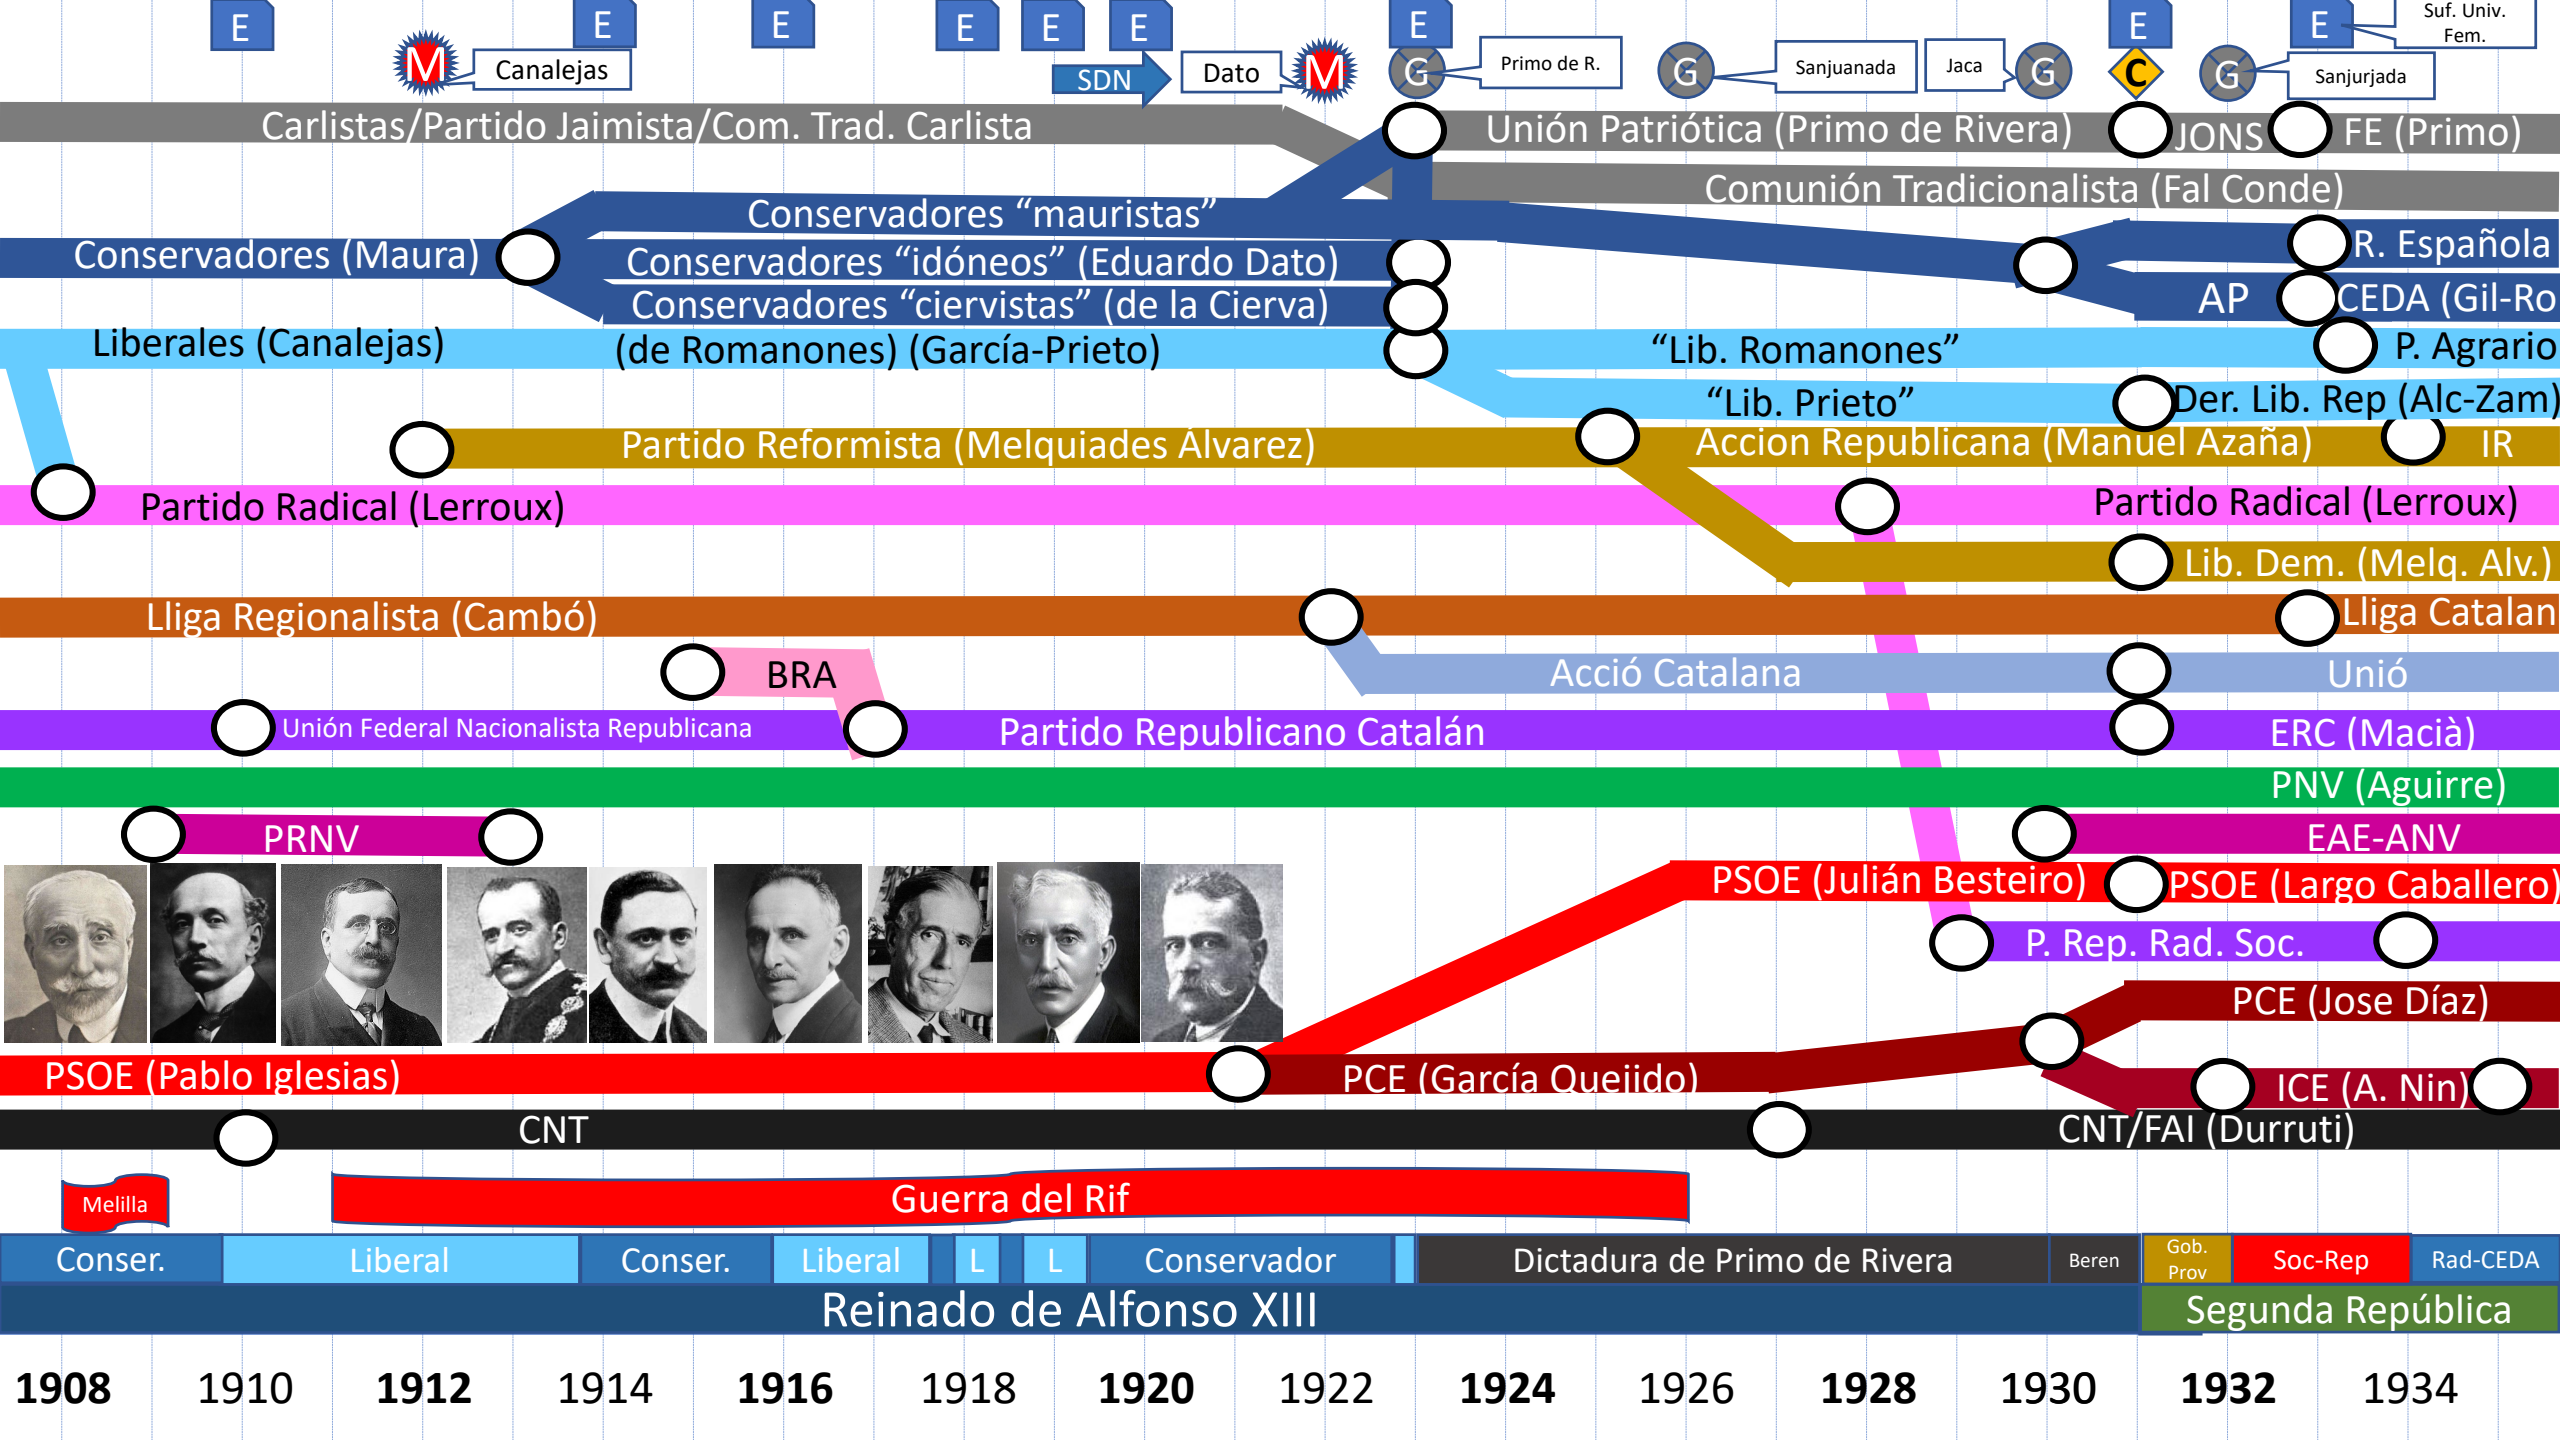 E E E E E E E E E
Suf. Univ.
Fem.
M Canalejas
SDN
Dato M
G Primo de R.
G Sanjuanada
Jaca G
C
G Sanjurjada
Carlistas/Partido Jaimista/Com. Trad. Carlista
Unión Patriótica (Primo de Rivera)
JONS
FE (Primo)
Comunión Tradicionalista (Fal Conde)
Conservadores “mauristas”
Conservadores (Maura)
Conservadores “idóneos” (Eduardo Dato)
R. Española
Conservadores “ciervistas” (de la Cierva)
AP
CEDA (Gil-Ro
Liberales (Canalejas)
(de Romanones) (García-Prieto)
“Lib. Romanones”
P. Agrario
“Lib. Prieto”
Der. Lib. Rep (Alc-Zam)
Partido Reformista (Melquiades Álvarez)
Accion Republicana (Manuel Azaña)
IR
Partido Radical (Lerroux)
Partido Radical (Lerroux)
Lib. Dem. (Melq. Alv.)
Lliga Regionalista (Cambó)
Lliga Catalan
BRA
Acció Catalana
Unió
Unión Federal Nacionalista Republicana
Partido Republicano Catalán
ERC (Macià)
PNV (Aguirre)
PRNV
EAE-ANV
PSOE (Julián Besteiro)
PSOE (Largo Caballero)
P. Rep. Rad. Soc.
PCE (Jose Díaz)
PSOE (Pablo Iglesias)
PCE (García Quejido)
ICE (A. Nin)
CNT
CNT/FAI (Durruti)
Melilla
Guerra del Rif
Conser.
Liberal
Conser.
Liberal
L
L
Conservador
Dictadura de Primo de Rivera
Beren
Gob.
Prov
Soc-Rep
Rad-CEDA
Reinado de Alfonso XIII
Segunda República
1908 1910 1912 1914 1916 1918 1920 1922 1924 1926 1928 1930 1932 1934